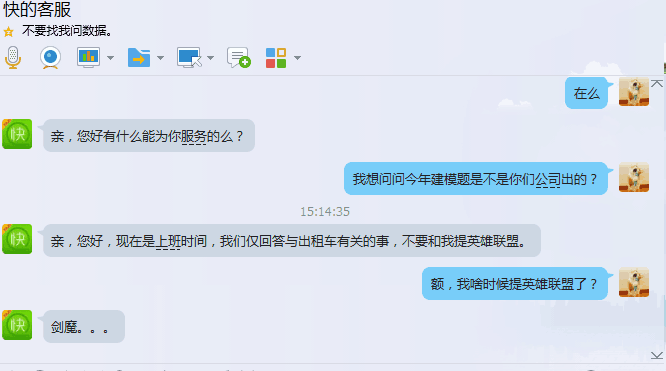 快的客服
不要找我问数据。
在么
快
亲，您好有什么能为你服务的么？
我想问问今年建模题是不是你们公司出的？
15:14:35
快
亲，您好，现在是上班时间，我们仅回答与出租车有关的事，不要和我提英雄联盟。
额，我啥时候提英雄联盟了？
快
剑魔。。。